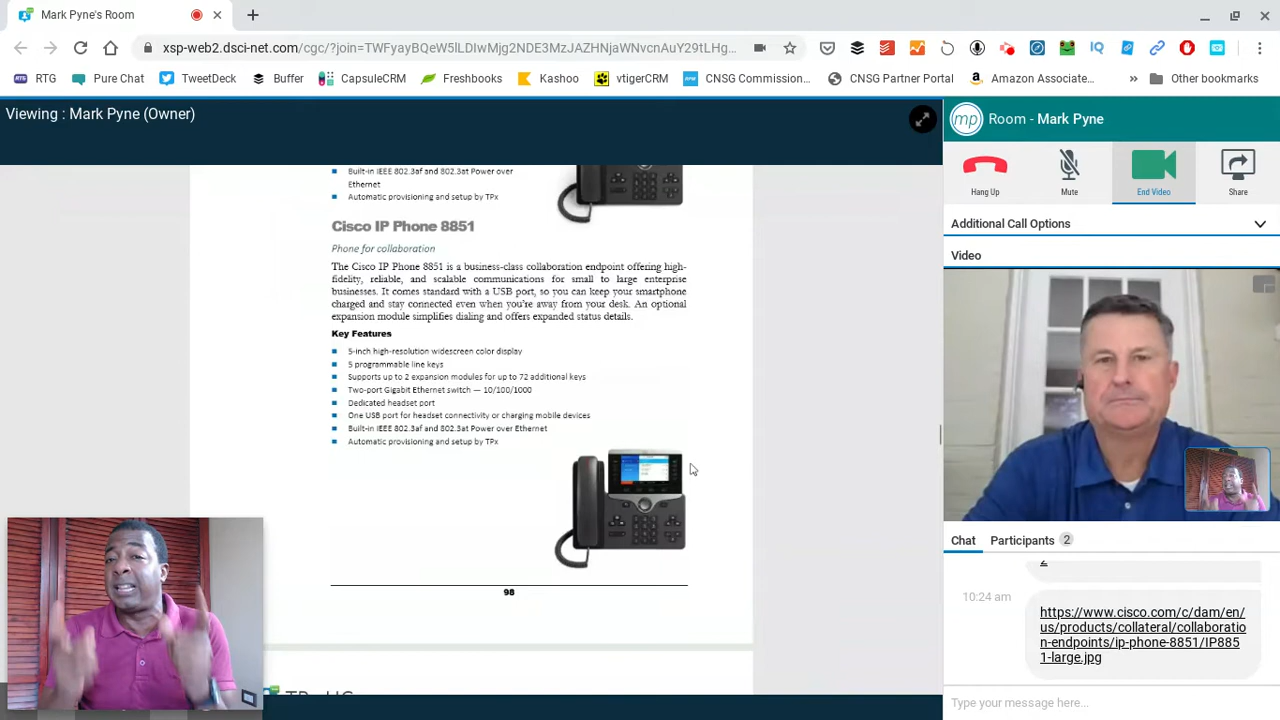 Mark Pyne's Room
xsp-web2.dsci-net.com/cgc/?join=TWFyayBQeW5lLDIwMjg2NDE3MzJAZHNjaWNvcnAuY29tLHg...
RTG
Pure Chat
TweetDeck
Buffer
CapsuleCRM
Freshbooks
Kashoo
vtigerCRM
CNSG Commission...
CNSG Partner Portal
Amazon Associate...
»
Other bookmarks
Viewing : Mark Pyne (Owner)
Built-in IEEE 802.3af and 802.3at Power over
Ethernet
Automatic provisioning and setup by TPx
Cisco IP Phone 8851
Phone for collaboration
The Cisco IP Phone 8851 is a business-class collaboration endpoint offering high-
fidelity, reliable, and scalable communications for small to large enterprise
businesses. It comes standard with a USB port, so you can keep your smartphone
charged and stay connected even when you're away from your desk. An optional
expansion module simplifies dialing and offers expanded status details.
Key Features
5-inch high-resolution widescreen color display
5 programmable line keys
Supports up to 2 expansion modules for up to 72 additional keys
Two-port Gigabit Ethernet switch — 10/100/1000
Dedicated headset port
One USB port for headset connectivity or charging mobile devices
Built-in IEEE 802.3af and 802.3at Power over Ethernet
Automatic provisioning and setup by TPx
98
mp Room - Mark Pyne
Hang Up
Mute
End Video
Share
Additional Call Options
Video
Chat
Participants 2
10:24 am
https://www.cisco.com/c/dam/en/
us/products/collateral/collaboratio
n-endpoints/ip-phone-8851/IP885
1-large.jpg
Type your message here...